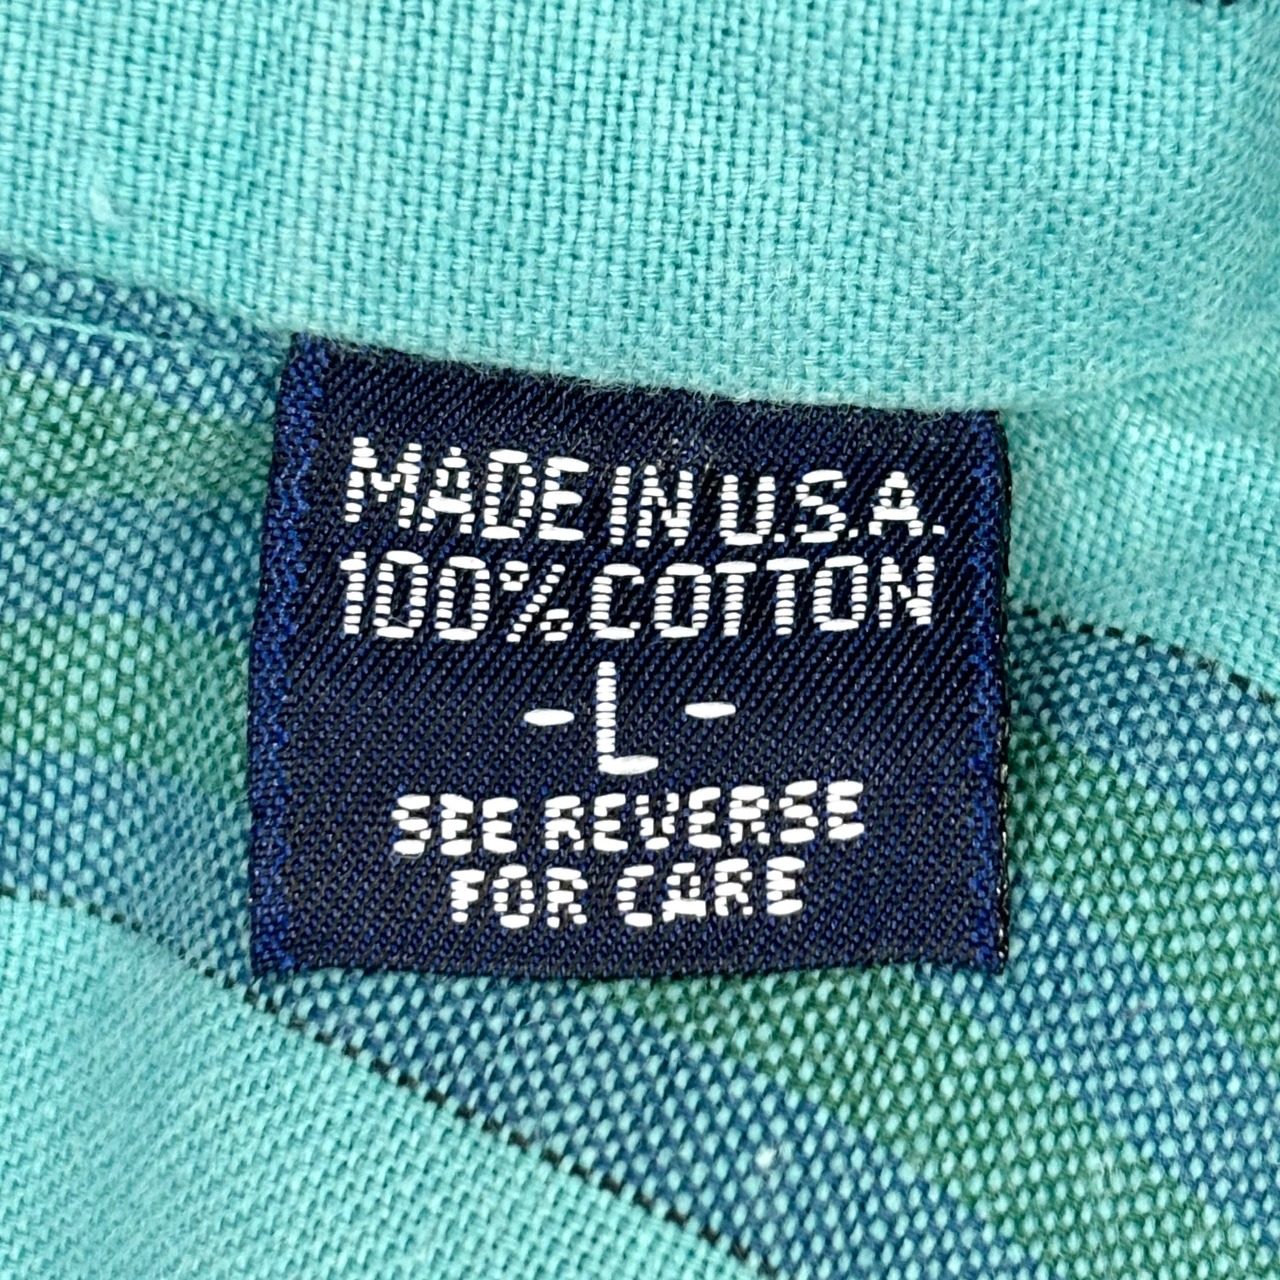 MADE IN U.S.A.
100% COTTON
- L -
SEE REVERSE
FOR CARE